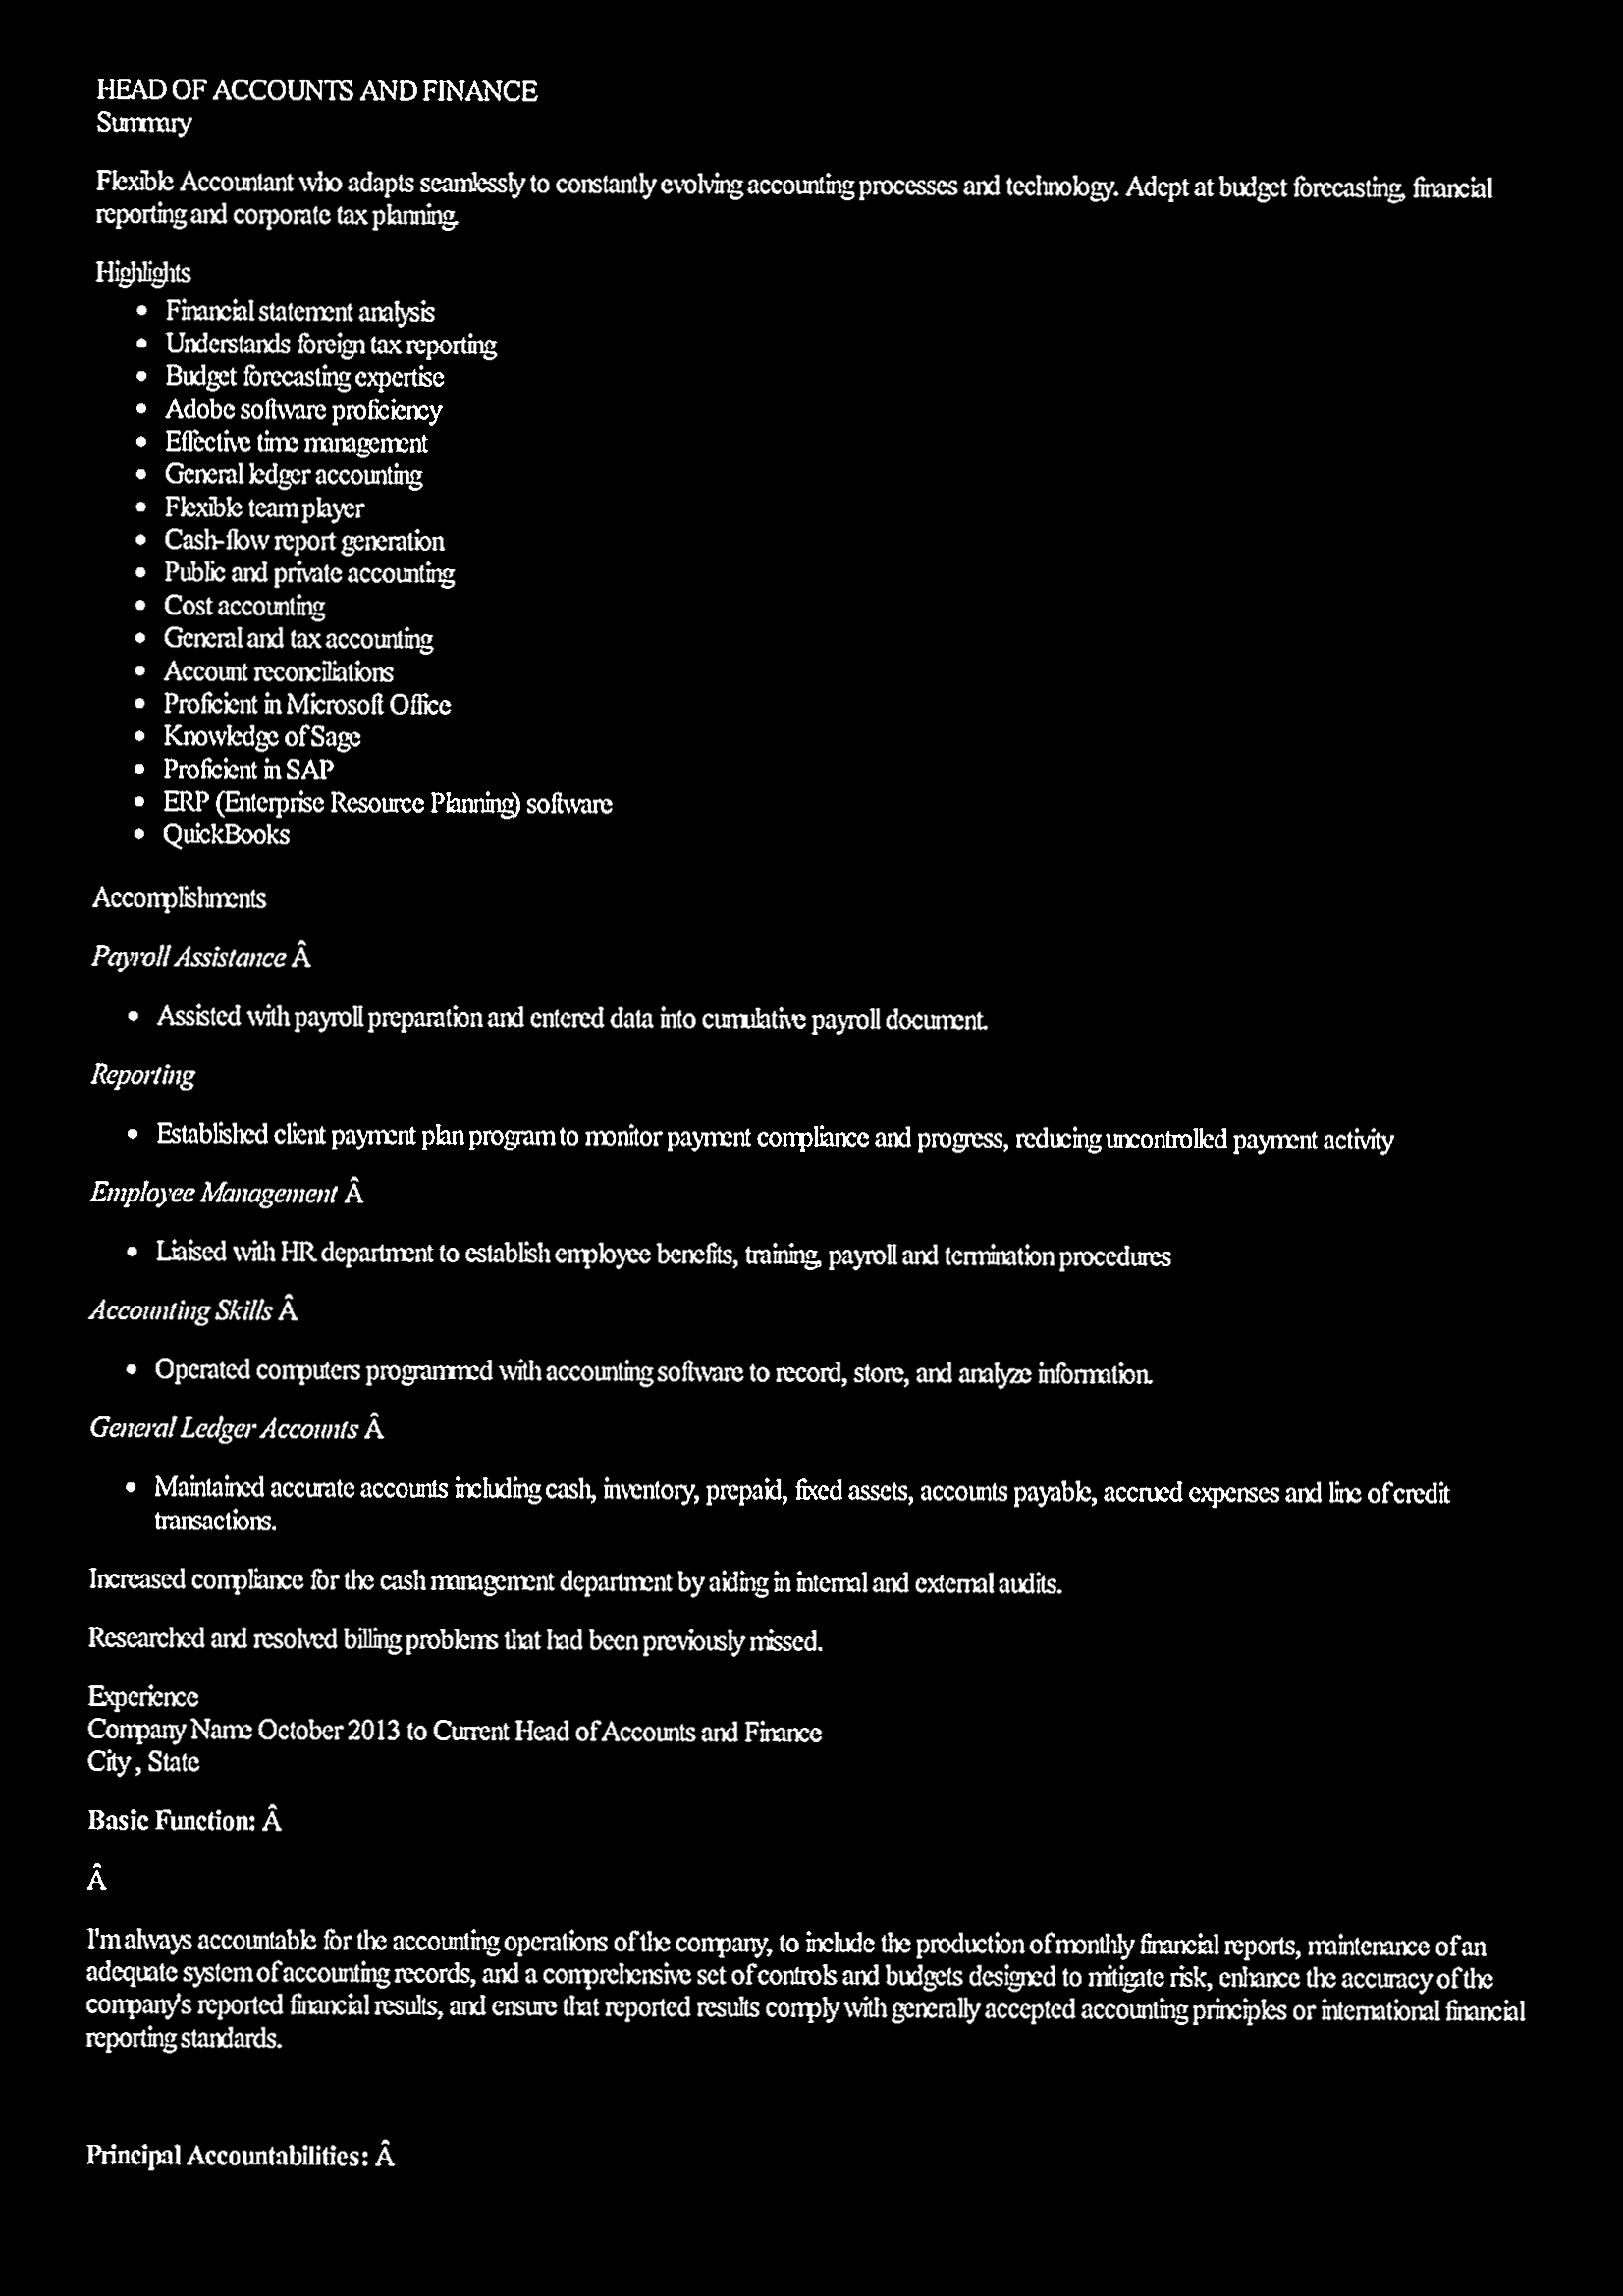 HEAD OF ACCOUNTS AND FINANCE
Summary
Flexible Accountant who adapts seamlessly to constantly evolving accounting processes and technology. Adept at budget forecasting, financial
reporting and corporate tax planning.
Highlights
• Financial statement analysis
• Understands foreign tax reporting
• Budget forecasting expertise
• Adobe software proficiency
• Effective time management
• General ledger accounting
• Flexible team player
• Cash-flow report generation
• Public and private accounting
• Cost accounting
• General and tax accounting
• Account reconciliations
• Proficient in Microsoft Office
• Knowledge of Sage
• Proficient in SAP
• ERP (Enterprise Resource Planning) software
• QuickBooks
Accomplishments
Payroll Assistance Â
• Assisted with payroll preparation and entered data into cumulative payroll document.
Reporting
• Established client payment plan program to monitor payment compliance and progress, reducing uncontrolled payment activity
Employee Management Â
• Liaised with HR department to establish employee benefits, training, payroll and termination procedures
Accounting Skills Â
• Operated computers programmed with accounting software to record, store, and analyze information.
General Ledger Accounts Â
• Maintained accurate accounts including cash, inventory, prepaid, fixed assets, accounts payable, accrued expenses and line of credit
transactions.
Increased compliance for the cash management department by aiding in internal and external audits.
Researched and resolved billing problems that had been previously missed.
Experience
Company Name October 2013 to Current Head of Accounts and Finance
City , State
Basic Function: Â
Â
I'm always accountable for the accounting operations of the company, to include the production of monthly financial reports, maintenance of an
adequate system of accounting records, and a comprehensive set of controls and budgets designed to mitigate risk, enhance the accuracy of the
company's reported financial results, and ensure that reported results comply with generally accepted accounting principles or international financial
reporting standards.
Principal Accountabilities: Â